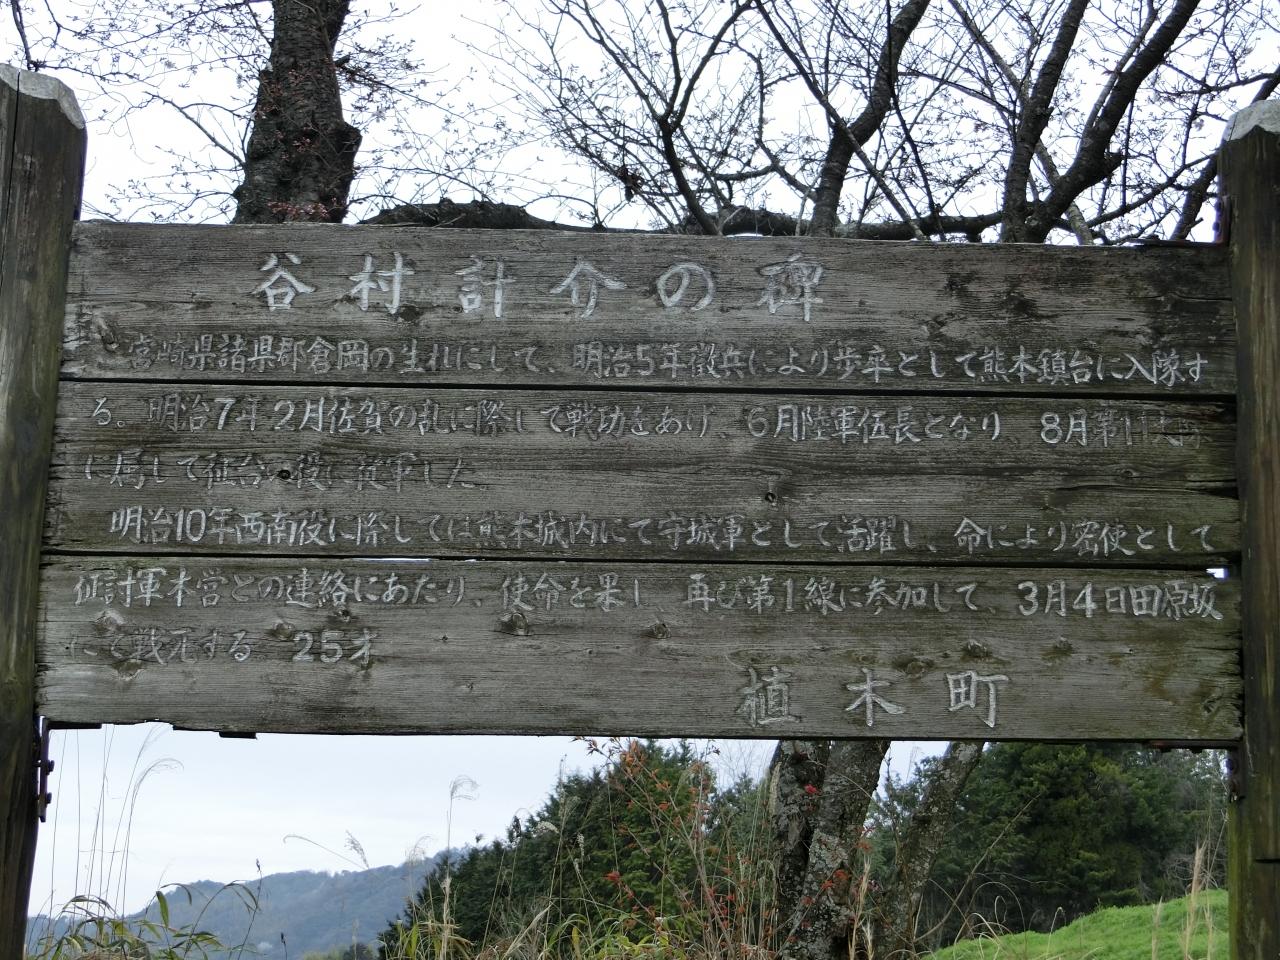 谷村計介の碑
宮崎県諸県郡倉岡の生れにして、明治5年徴兵により歩卒として熊本鎮台に入隊す
る。明治7年2月佐賀の乱に際して戦功をあげ、6月陸軍伍長となり、8月第11大隊
に属して征台の役に従軍した
明治10年西南役に際しては熊本城内にて守城軍として活躍し、命により密使として
征討軍本営との連絡にあたり、使命を果し 再び第1線に参加して、3月4日田原坂
にて戦死する 25才
植木町